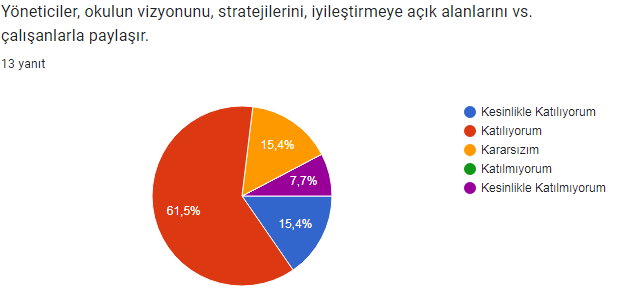 Yöneticiler, okulun vizyonunu, stratejilerini, iyileştirmeye açık alanlarını vs.
çalışanlarla paylaşır.
13 yanıt
Kesinlikle Katılıyorum
Katılıyorum
Kararsızım
Katılmıyorum
Kesinlikle Katılmıyorum
15,4%
7,7%
61,5%
15,4%